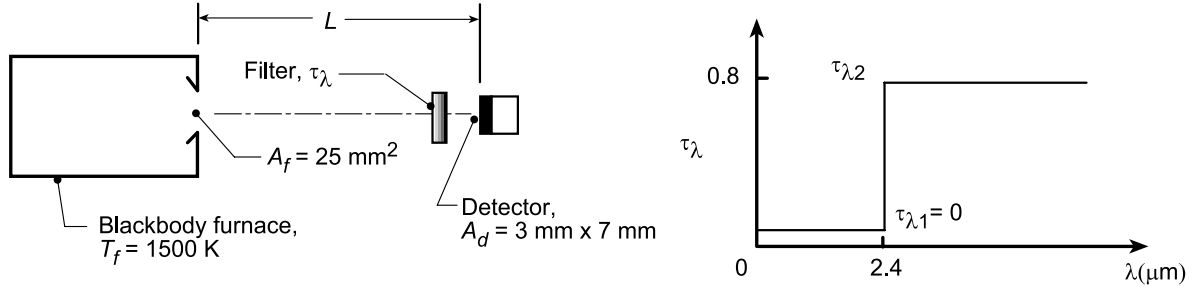 L
Filter, τλ
A_f = 25 mm²
Blackbody furnace,
T_f = 1500 K
Detector,
A_d = 3 mm x 7 mm
0.8
τλ2
τλ
τλ1 = 0
0
2.4
λ(μm)